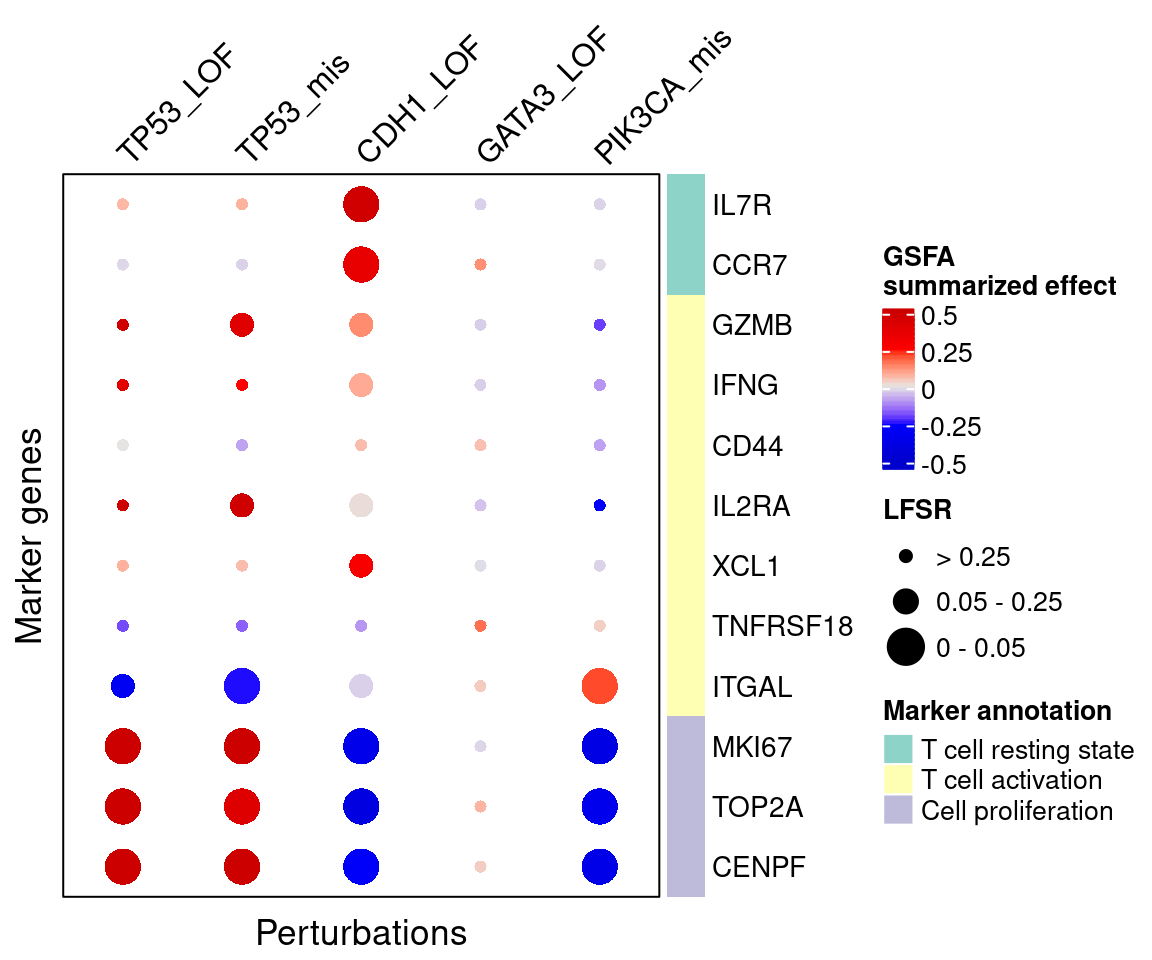 TP53_LOF
TP53_mis
CDH1_LOF
GATA3_LOF
PIK3CA_mis
IL7R
CCR7
GZMB
IFNG
CD44
IL2RA
XCL1
TNFRSF18
ITGAL
MKI67
TOP2A
CENPF
Marker genes
Perturbations
GSFA
summarized effect
0.5
0.25
0
-0.25
-0.5
LFSR
> 0.25
0.05 - 0.25
0 - 0.05
Marker annotation
T cell resting state
T cell activation
Cell proliferation